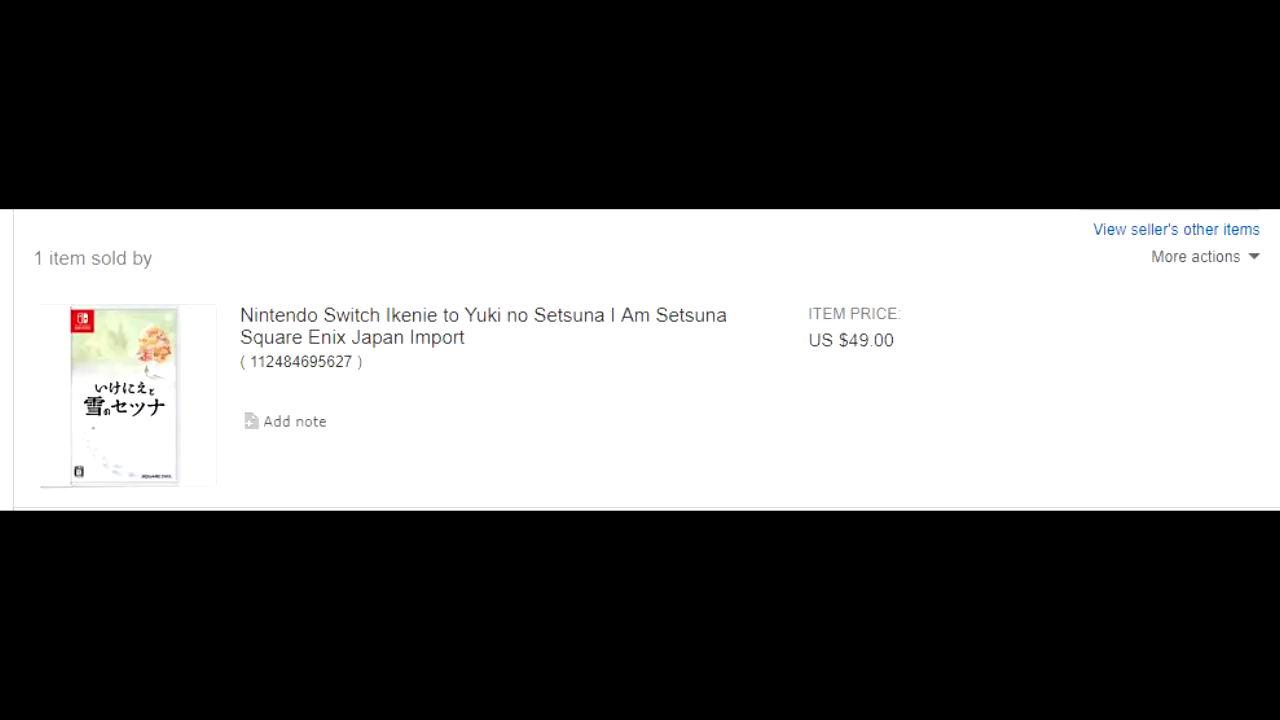 View seller's other items
1 item sold by
More actions
Nintendo Switch Ikenie to Yuki no Setsuna I Am Setsuna
Square Enix Japan Import
( 112484695627 )
ITEM PRICE:
US $49.00
Add note
いけにえと
雪のセツナ
SQUARE ENIX